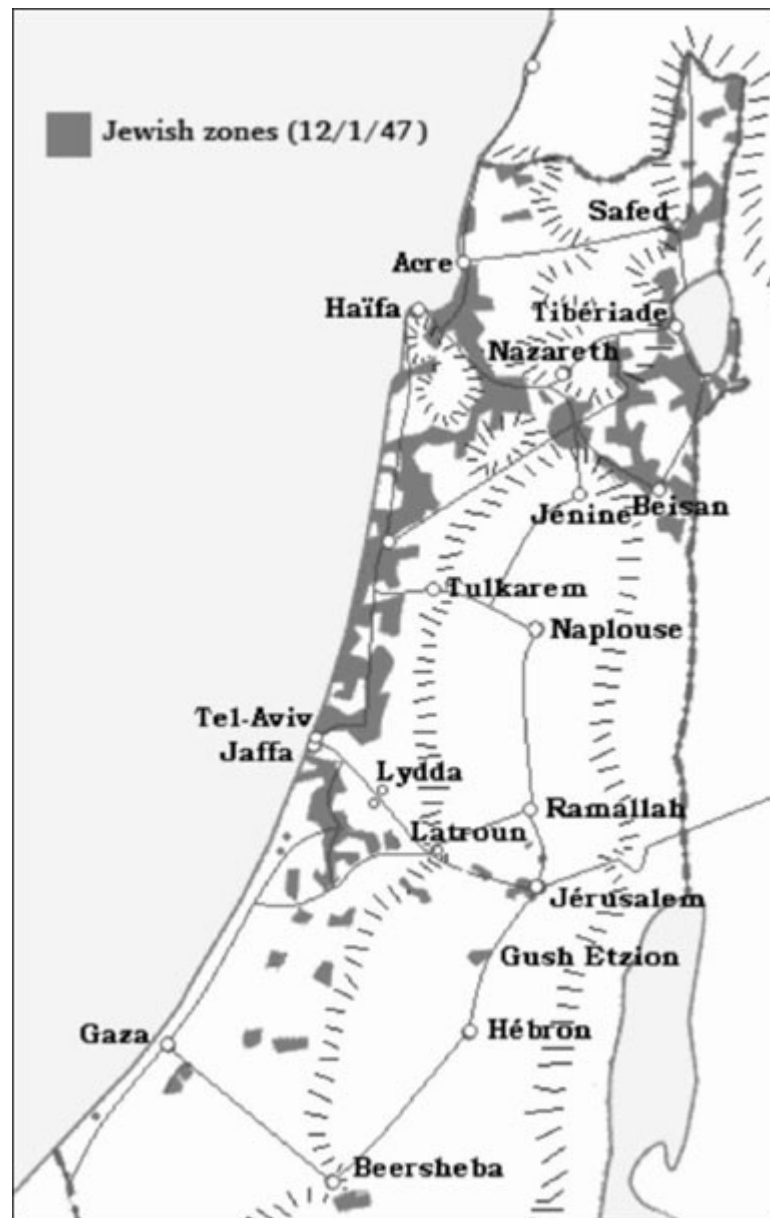 Jewish zones (12/1/47)
Safed
Acre
Haïfa
Tibériade
Nazareth
Jénine
Beisan
Tulkarem
Naplouse
Tel-Aviv
Jaffa
Lydda
Ramallah
Latroun
Jérusalem
Gush Etzion
Gaza
Hébron
Beersheba